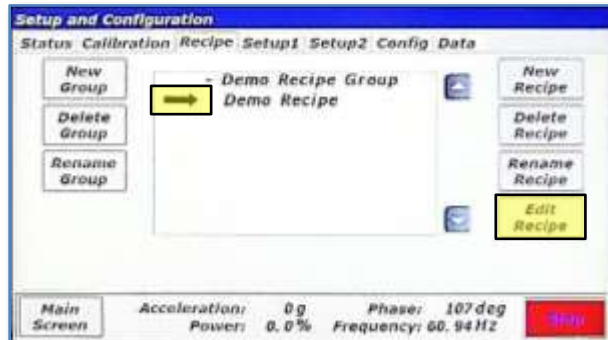 Setup and Configuration
Status Calibration Recipe Setup1 Setup2 Config Data
New
Group
Delete
Group
Rename
Group
- Demo Recipe Group
Demo Recipe
New
Recipe
Delete
Recipe
Rename
Recipe
Edit
Recipe
Main
Screen
Acceleration: 0 g Phase: 107 deg
Power: 0.0% Frequency: 60.94HZ
Stop